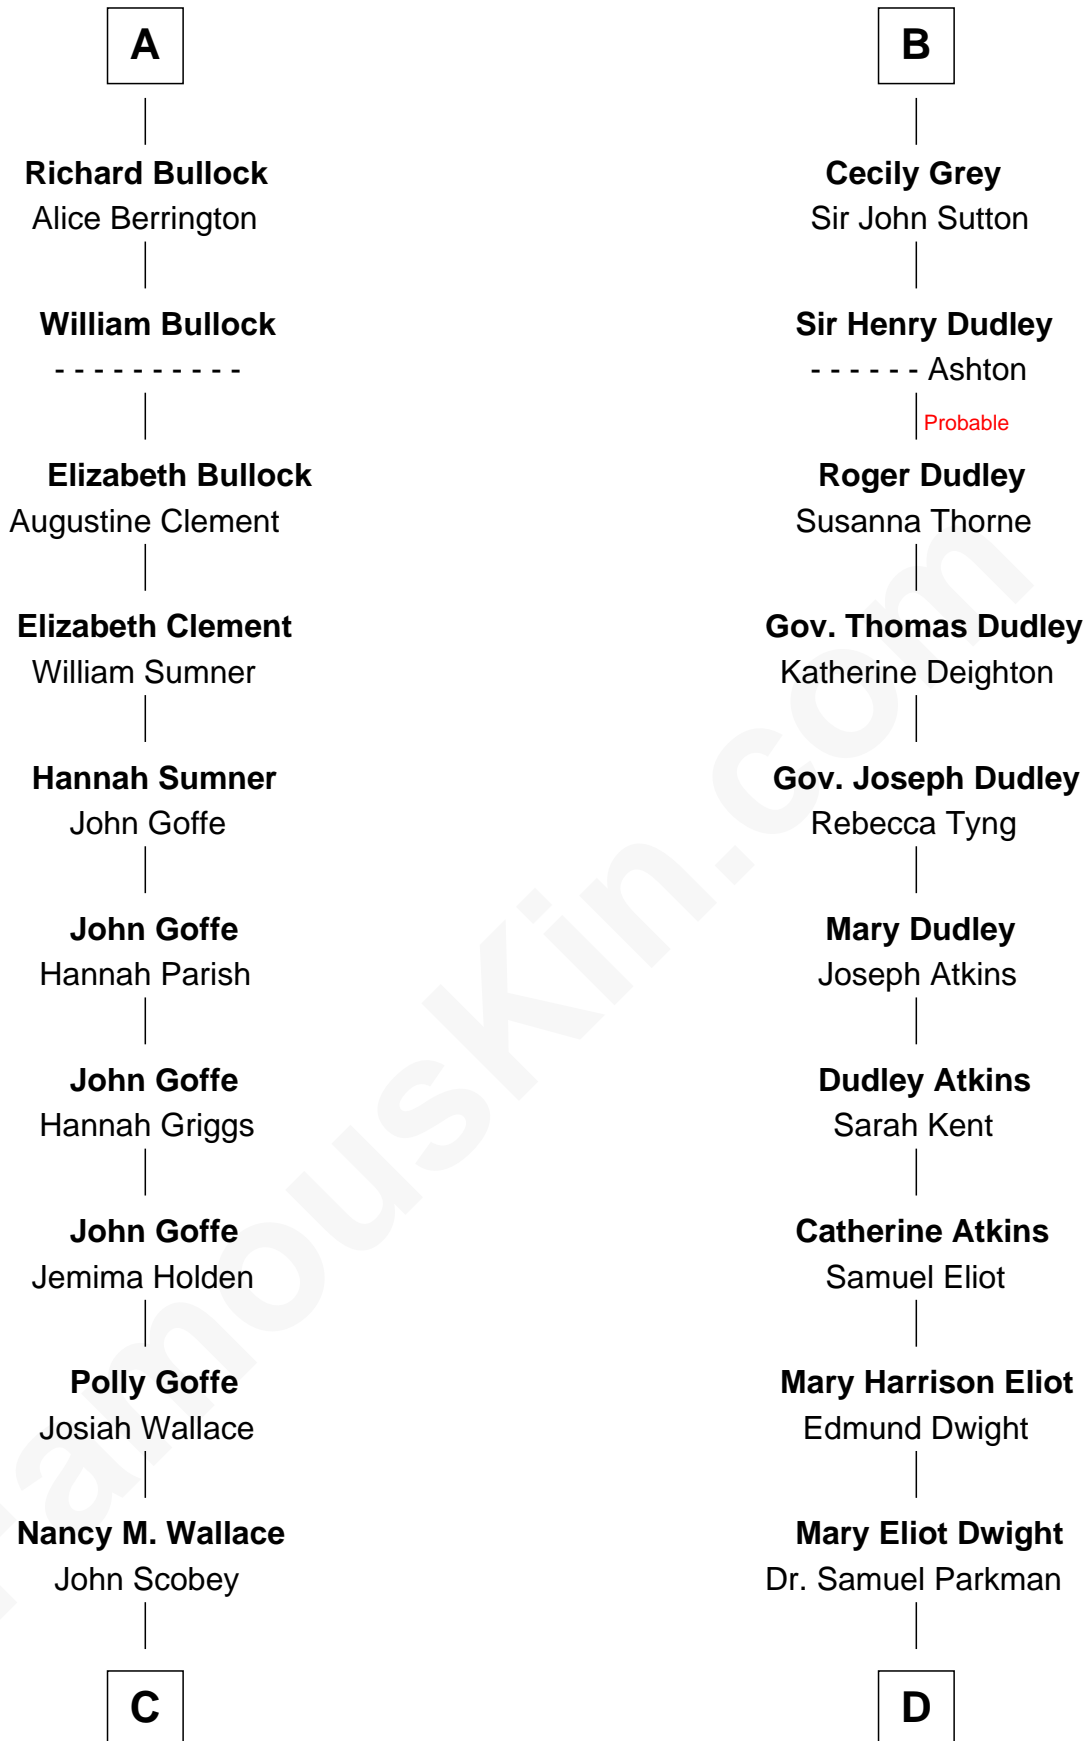 A
Richard Bullock
Alice Berrington
William Bullock
- - - - - - - - - -
Elizabeth Bullock
Augustine Clement
Elizabeth Clement
William Sumner
Hannah Sumner
John Goffe
John Goffe
Hannah Parish
John Goffe
Hannah Griggs
John Goffe
Jemima Holden
Polly Goffe
Josiah Wallace
Nancy M. Wallace
John Scobey
C
B
Cecily Grey
Sir John Sutton
Sir Henry Dudley
- - - - - - Ashton
Probable
Roger Dudley
Susanna Thorne
Gov. Thomas Dudley
Katherine Deighton
Gov. Joseph Dudley
Rebecca Tyng
Mary Dudley
Joseph Atkins
Dudley Atkins
Sarah Kent
Catherine Atkins
Samuel Eliot
Mary Harrison Eliot
Edmund Dwight
Mary Eliot Dwight
Dr. Samuel Parkman
D
FamousKin.com